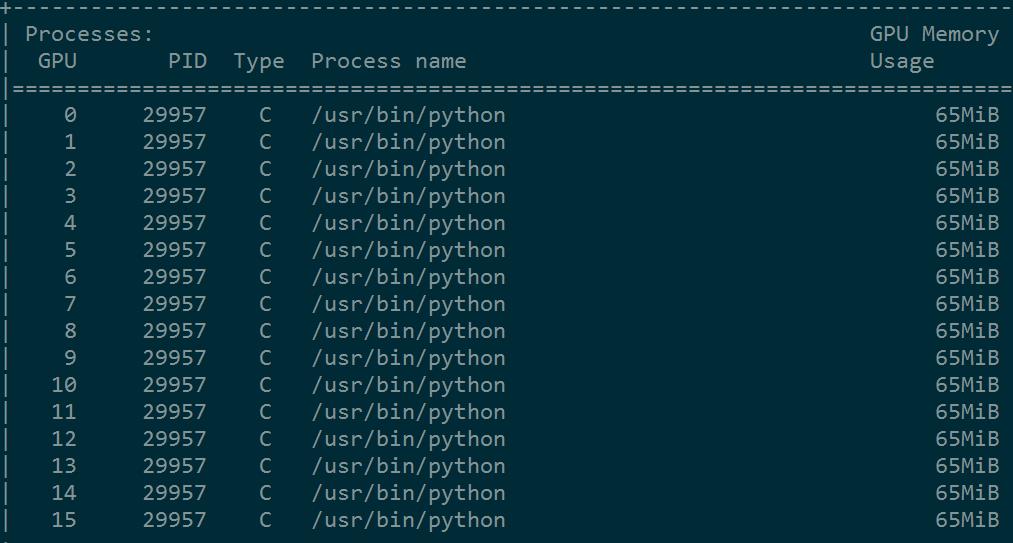 +-----------------------------------------------------------------------------
| Processes:                                                       GPU Memory
|  GPU       PID  Type  Process name                               Usage
|=============================================================================
|    0     29957    C   /usr/bin/python                                 65MiB
|    1     29957    C   /usr/bin/python                                 65MiB
|    2     29957    C   /usr/bin/python                                 65MiB
|    3     29957    C   /usr/bin/python                                 65MiB
|    4     29957    C   /usr/bin/python                                 65MiB
|    5     29957    C   /usr/bin/python                                 65MiB
|    6     29957    C   /usr/bin/python                                 65MiB
|    7     29957    C   /usr/bin/python                                 65MiB
|    8     29957    C   /usr/bin/python                                 65MiB
|    9     29957    C   /usr/bin/python                                 65MiB
|   10     29957    C   /usr/bin/python                                 65MiB
|   11     29957    C   /usr/bin/python                                 65MiB
|   12     29957    C   /usr/bin/python                                 65MiB
|   13     29957    C   /usr/bin/python                                 65MiB
|   14     29957    C   /usr/bin/python                                 65MiB
|   15     29957    C   /usr/bin/python                                 65MiB